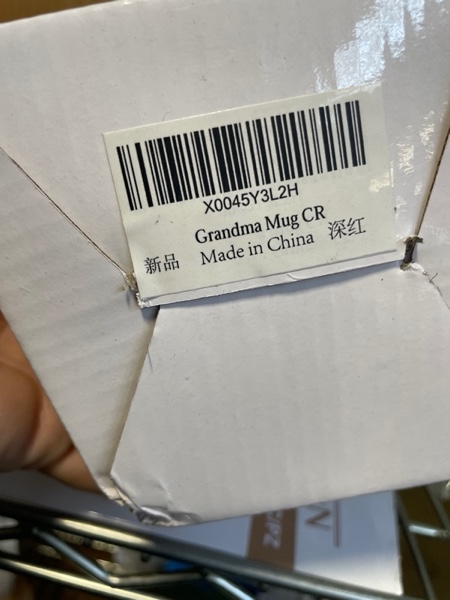 X0045Y3L2H
Grandma Mug CR
新品 Made in China 深红